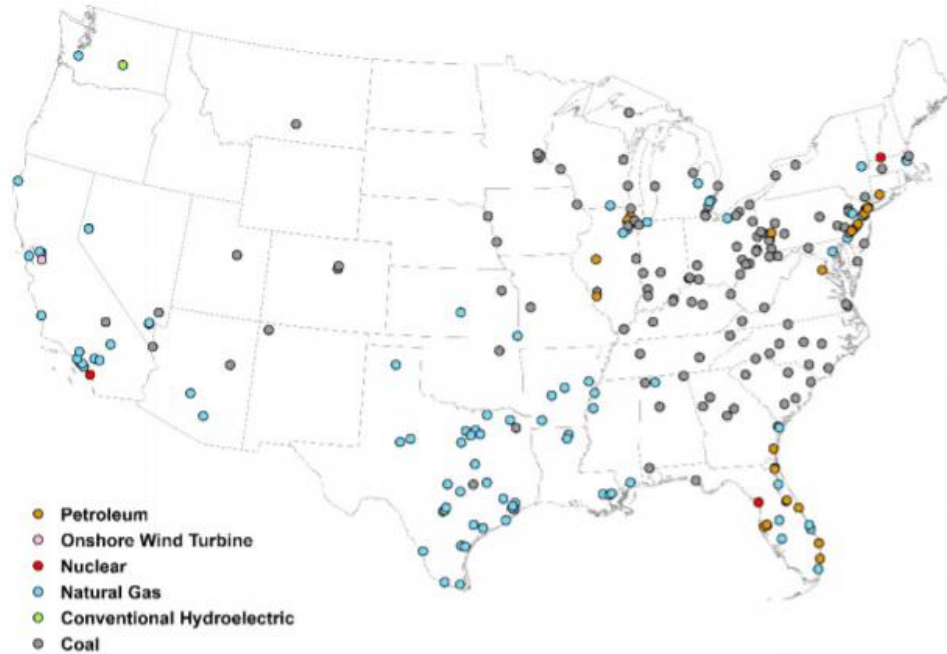 Petroleum
Onshore Wind Turbine
Nuclear
Natural Gas
Conventional Hydroelectric
Coal